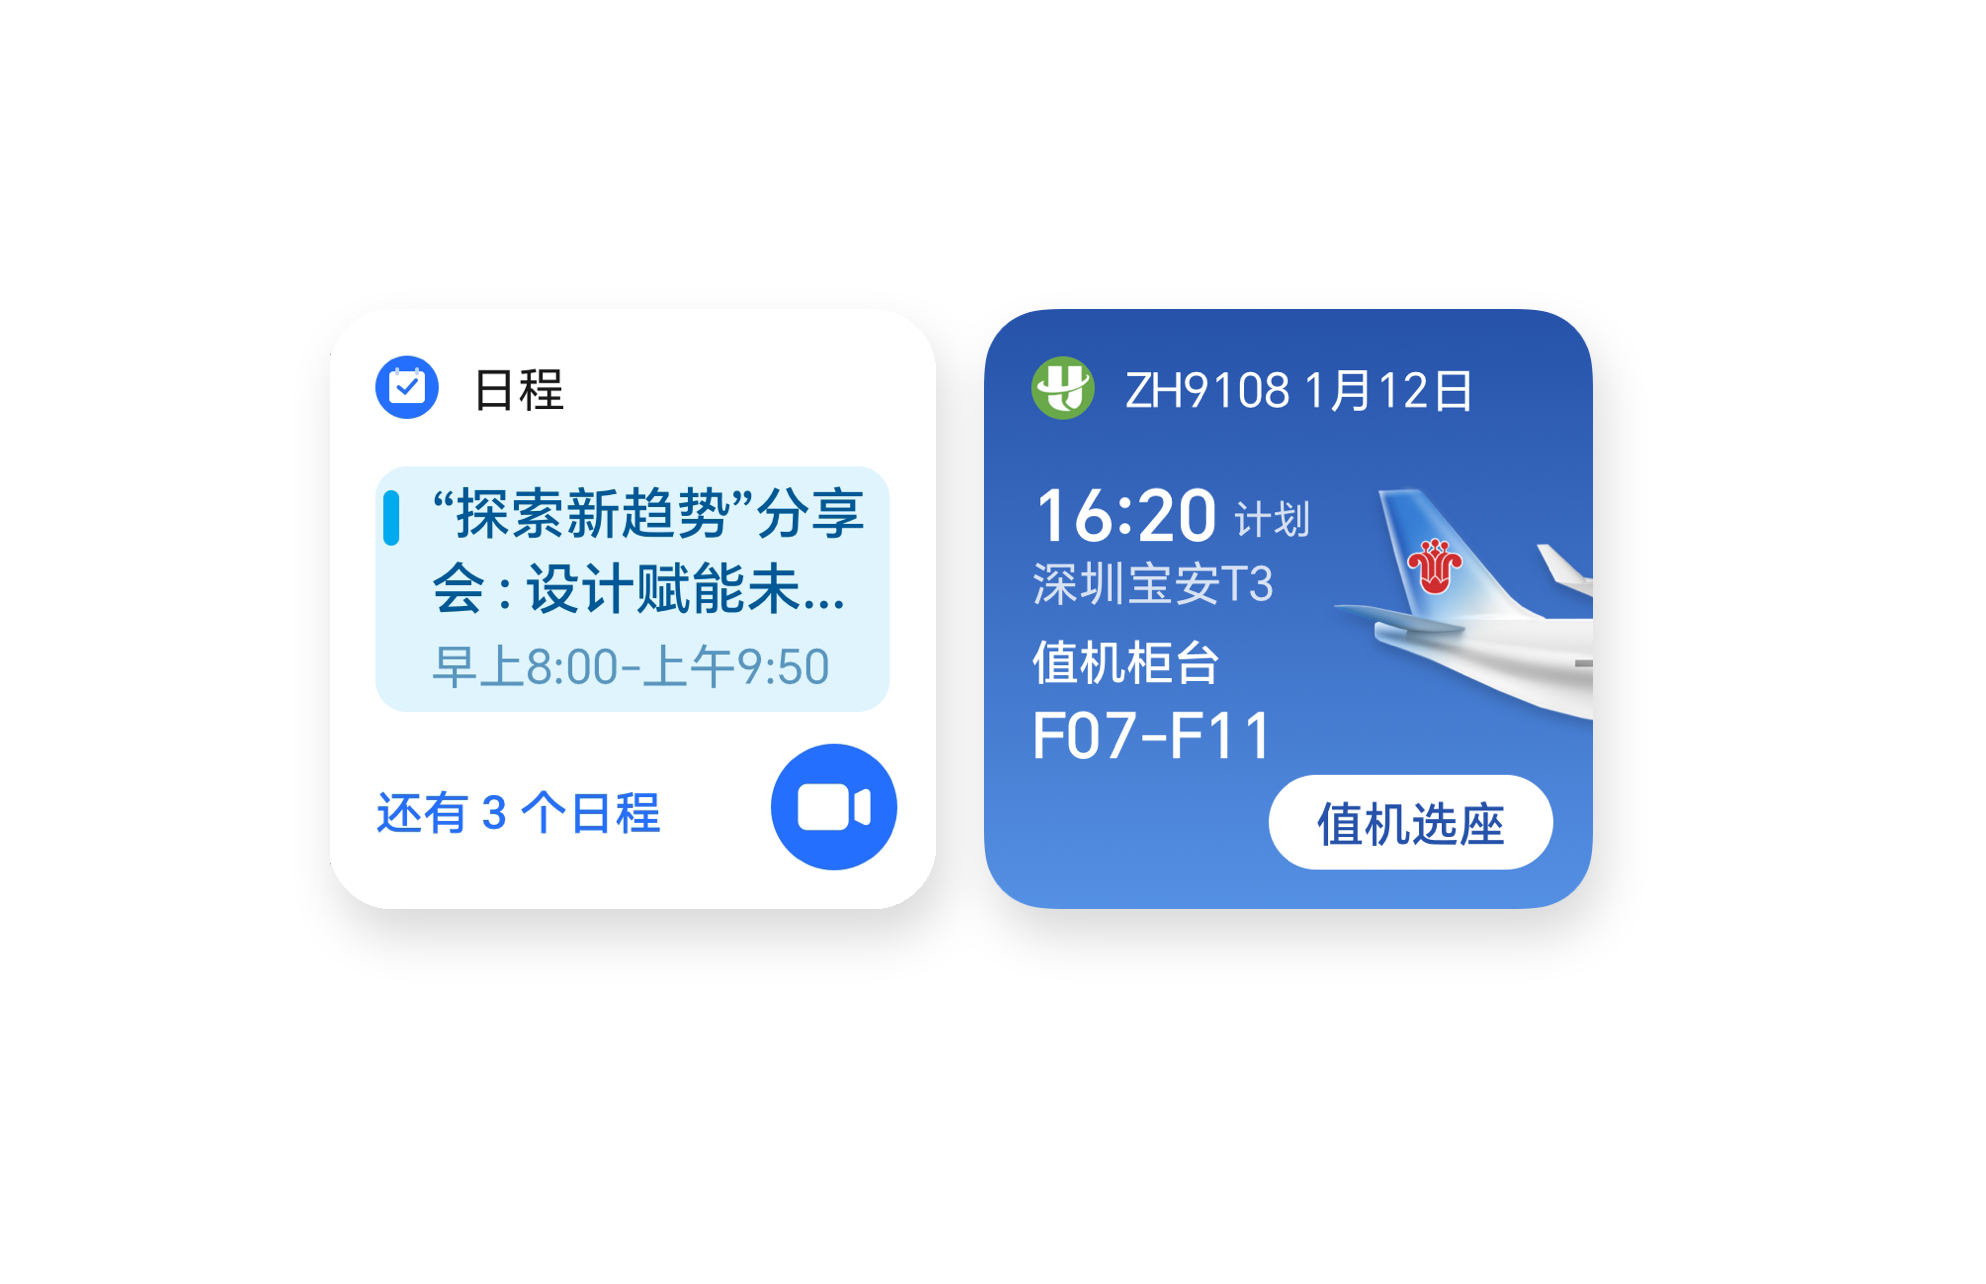 日程
“探索新趋势”分享
会：设计赋能未...
早上8:00-上午9:50
还有 3 个日程
ZH9108 1月12日
16:20 计划
深圳宝安T3
值机柜台
F07-F11
值机选座